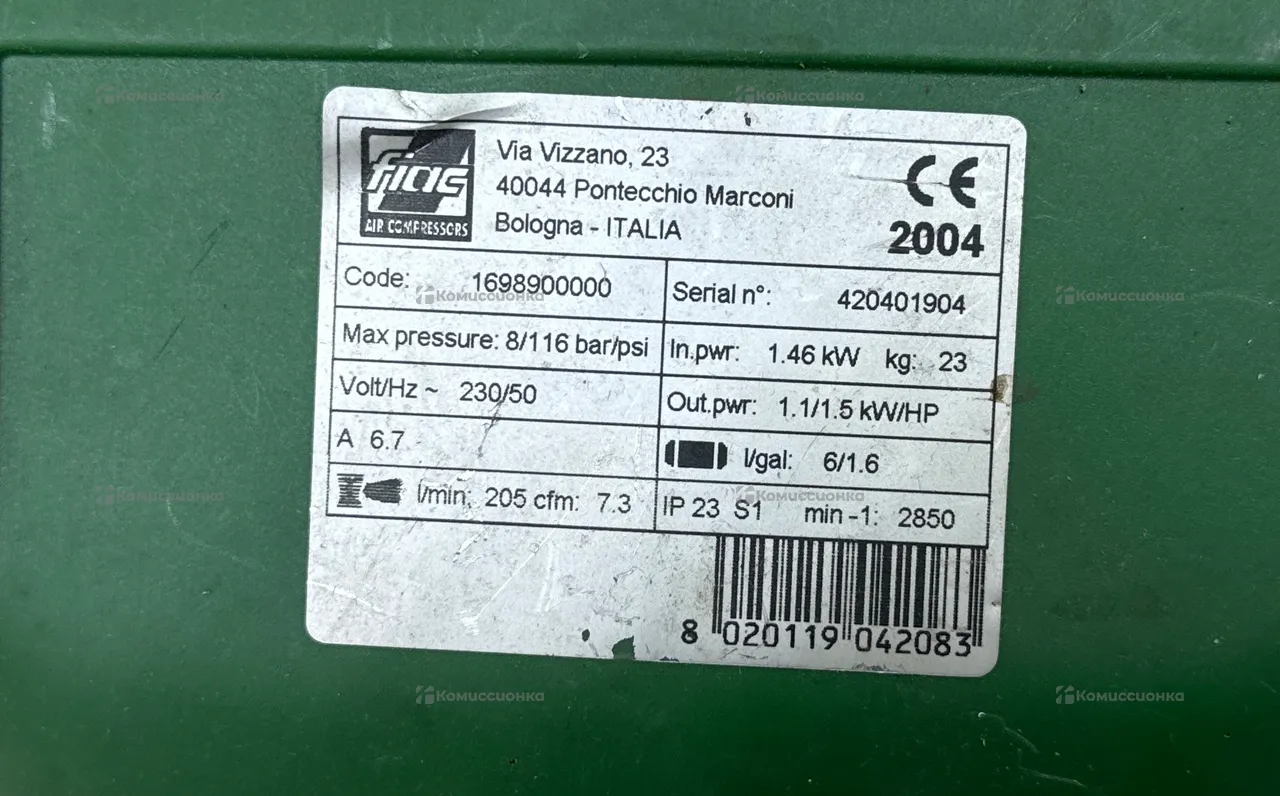 fiac
AIR COMPRESSORS
Via Vizzano, 23
40044 Pontecchio Marconi
Bologna - ITALIA
CE
2004
Code: 1698900000
Serial n°: 420401904
Max pressure: 8/116 bar/psi
In.pwr: 1.46 kW kg: 23
Volt/Hz ~ 230/50
Out.pwr: 1.1/1.5 kW/HP
A 6.7
l/gal: 6/1.6
l/min: 205 cfm: 7.3
IP 23 S1 min-1: 2850
8 020119 042083
Комиссионка
Комиссионка
Комиссионка
Комиссионка
Комиссионка
Комиссионка
Комиссионка
Комиссионка